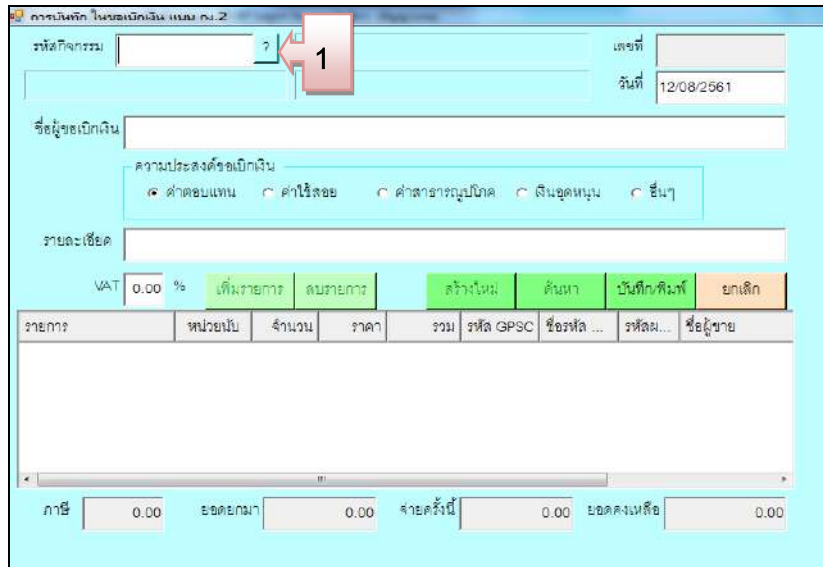 การบันทึก ใบขอเบิกเงิน แบบ กง.2
รหัสกิจกรรม ? 1 เลขที่
วันที่ 12/08/2561
ชื่อผู้ขอเบิกเงิน
ความประสงค์ขอเบิกเงิน
ค่าตอบแทน ค่าใช้สอย ค่าสาธารณูปโภค เงินอุดหนุน อื่นๆ
รายละเอียด
VAT 0.00 % เพิ่มรายการ ลบรายการ สร้างใหม่ ค้นหา บันทึก/พิมพ์ ยกเลิก
รายการ หน่วยนับ จำนวน ราคา รวม รหัส GPSC ชื่อรหัส ... รหัสผ... ชื่อผู้ขาย
ภาษี 0.00 ยอดยกมา 0.00 จ่ายครั้งนี้ 0.00 ยอดคงเหลือ 0.00